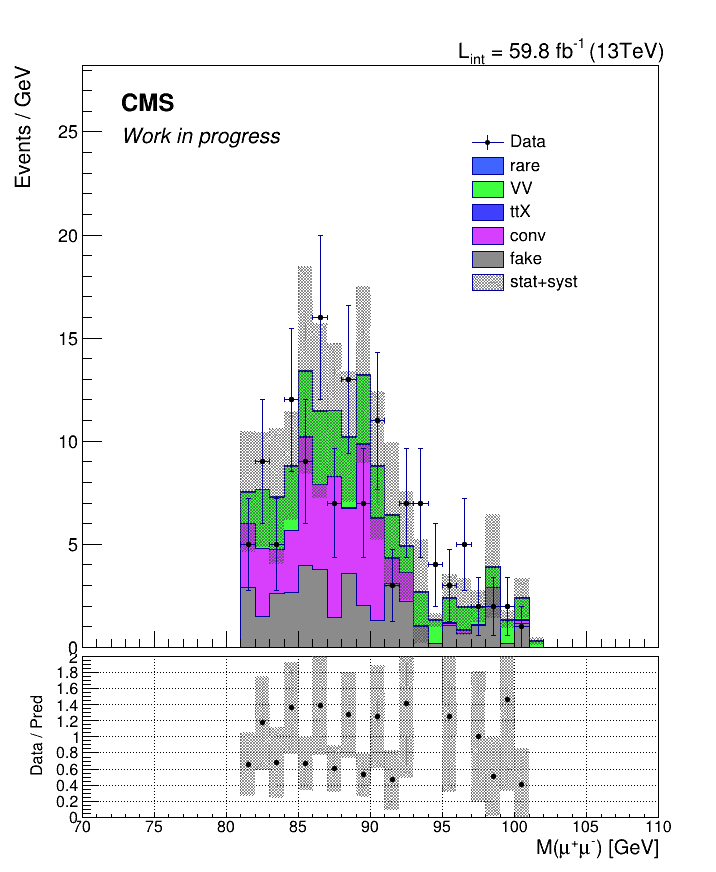 L_int = 59.8 fb^-1 (13TeV)
Events / GeV
CMS
Work in progress
Data
rare
VV
ttX
conv
fake
stat+syst
25
20
15
10
5
0
Data / Pred
2
1.8
1.6
1.4
1.2
1
0.8
0.6
0.4
0.2
0
70 75 80 85 90 95 100 105 110
M(μ⁺μ⁻) [GeV]